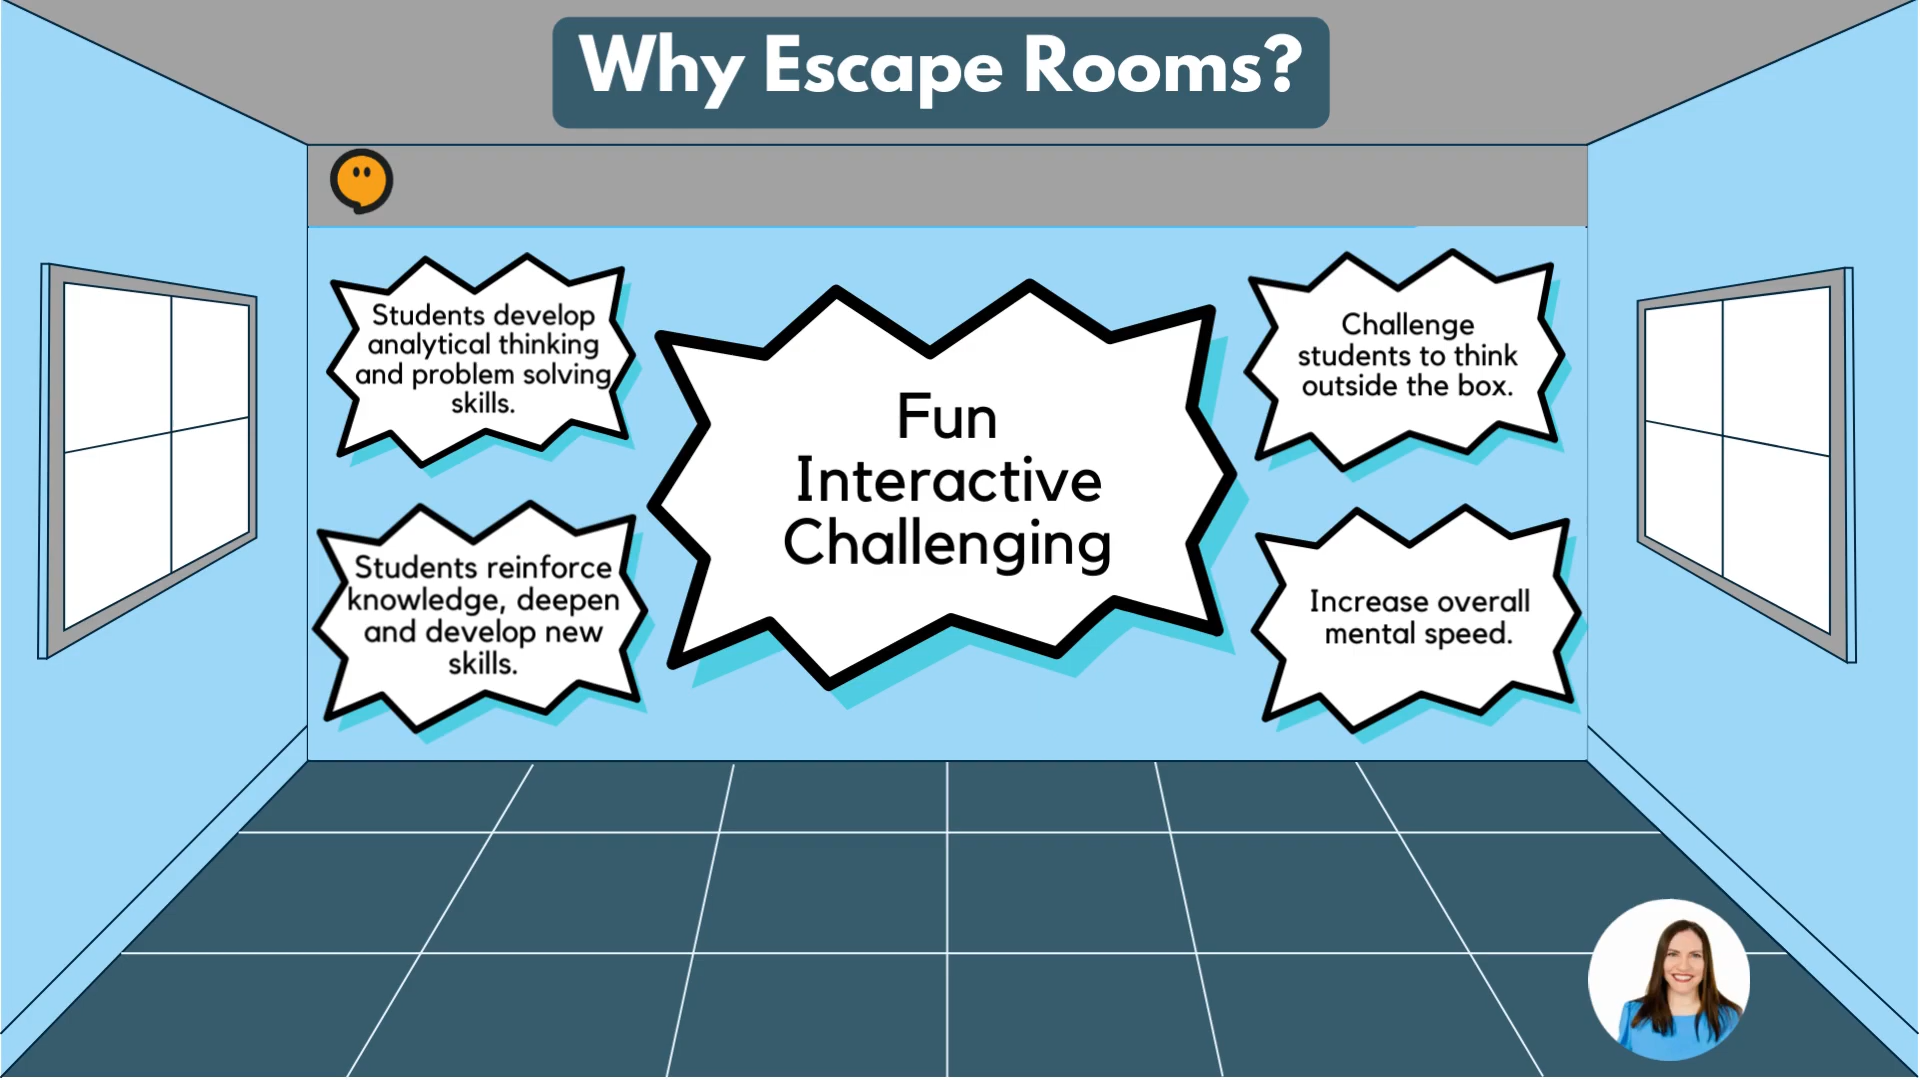 Why Escape Rooms?
Students develop
analytical thinking
and problem solving
skills.
Students reinforce
knowledge, deepen
and develop new
skills.
Fun
Interactive
Challenging
Challenge
students to think
outside the box.
Increase overall
mental speed.